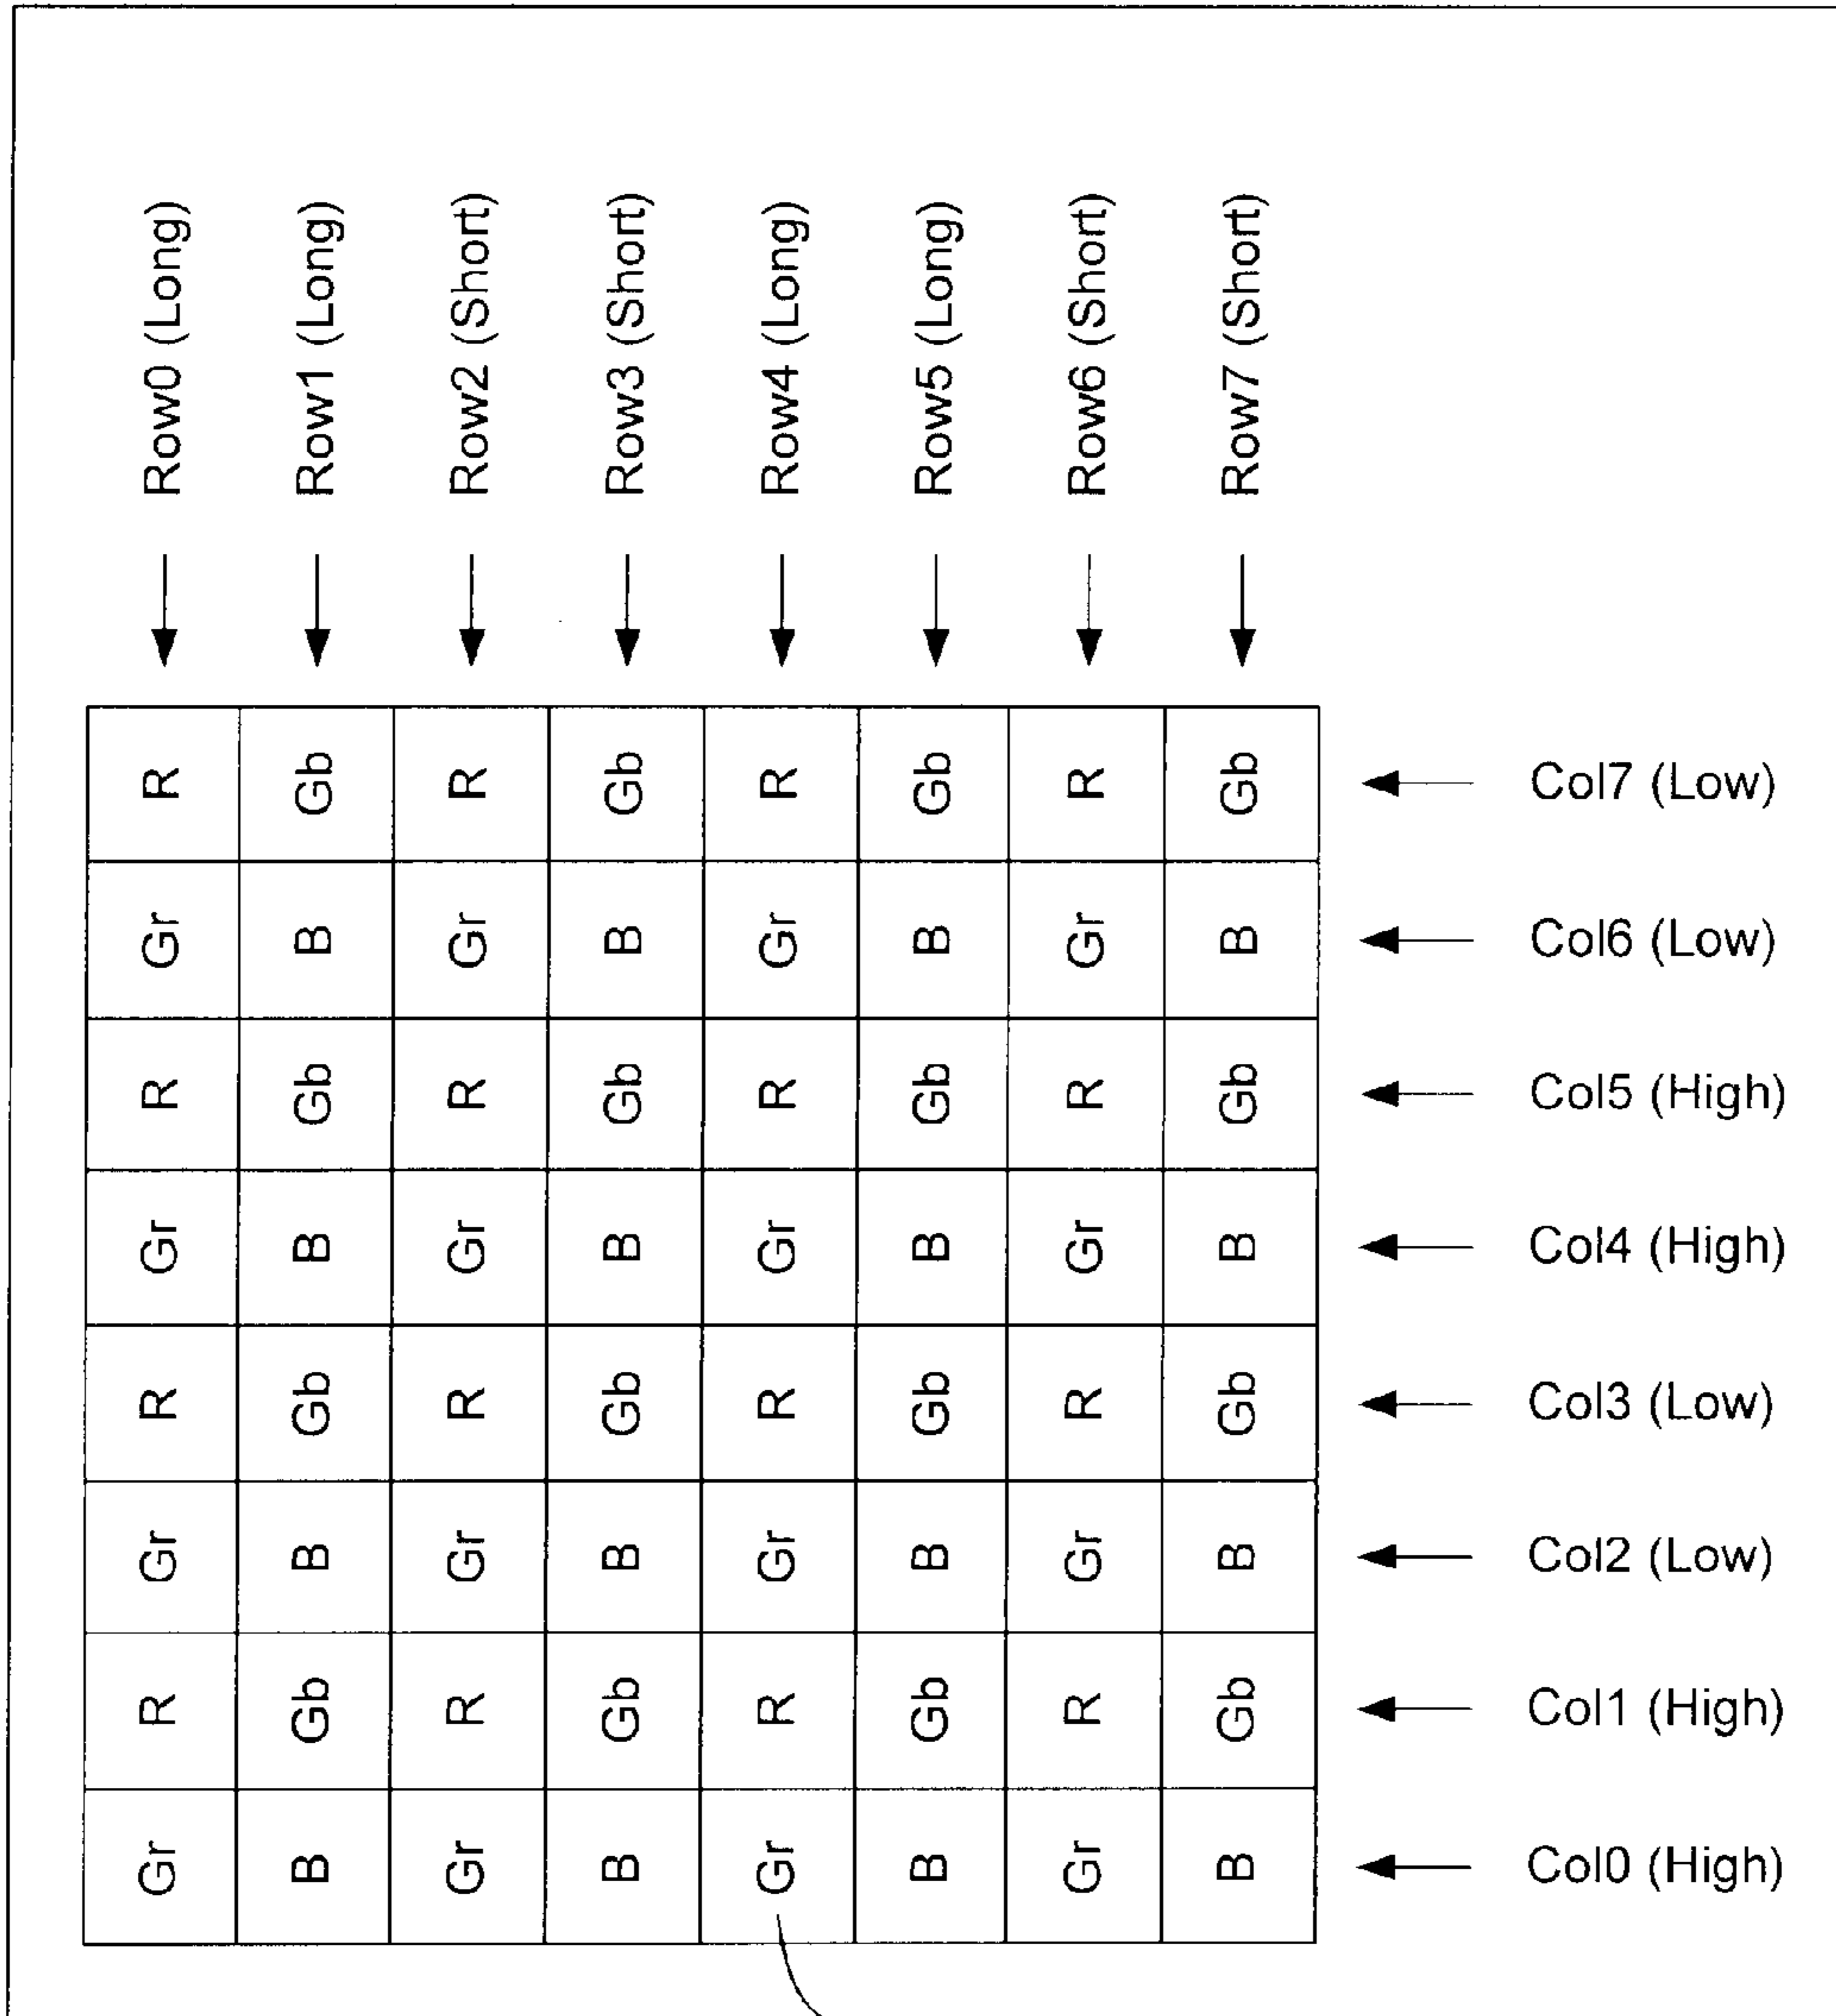 Gr R Gr R Gr R Gr R Row0 (Long)
B Gb B Gb B Gb B Gb Row1 (Long)
Gr R Gr R Gr R Gr R Row2 (Short)
B Gb B Gb B Gb B Gb Row3 (Short)
Gr R Gr R Gr R Gr R Row4 (Long)
B Gb B Gb B Gb B Gb Row5 (Long)
Gr R Gr R Gr R Gr R Row6 (Short)
B Gb B Gb B Gb B Gb Row7 (Short)
Col0 (High)
Col1 (High)
Col2 (Low)
Col3 (Low)
Col4 (High)
Col5 (High)
Col6 (Low)
Col7 (Low)